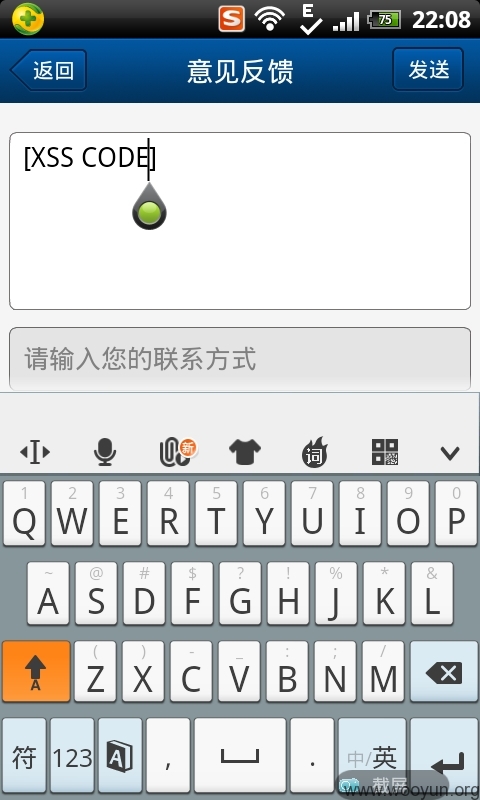 S E 75 22:08
返回 意见反馈 发送
[XSS CODE]
请输入您的联系方式
新 词
1 2 3 4 5 6 7 8 9 0
Q W E R T Y U I O P
~ @ # $ ? ! % * &
A S D F G H J K L
( ) - _ : ; /
A Z X C V B N M
符 123 A , . 中/英
截屏
www.wooyun.org